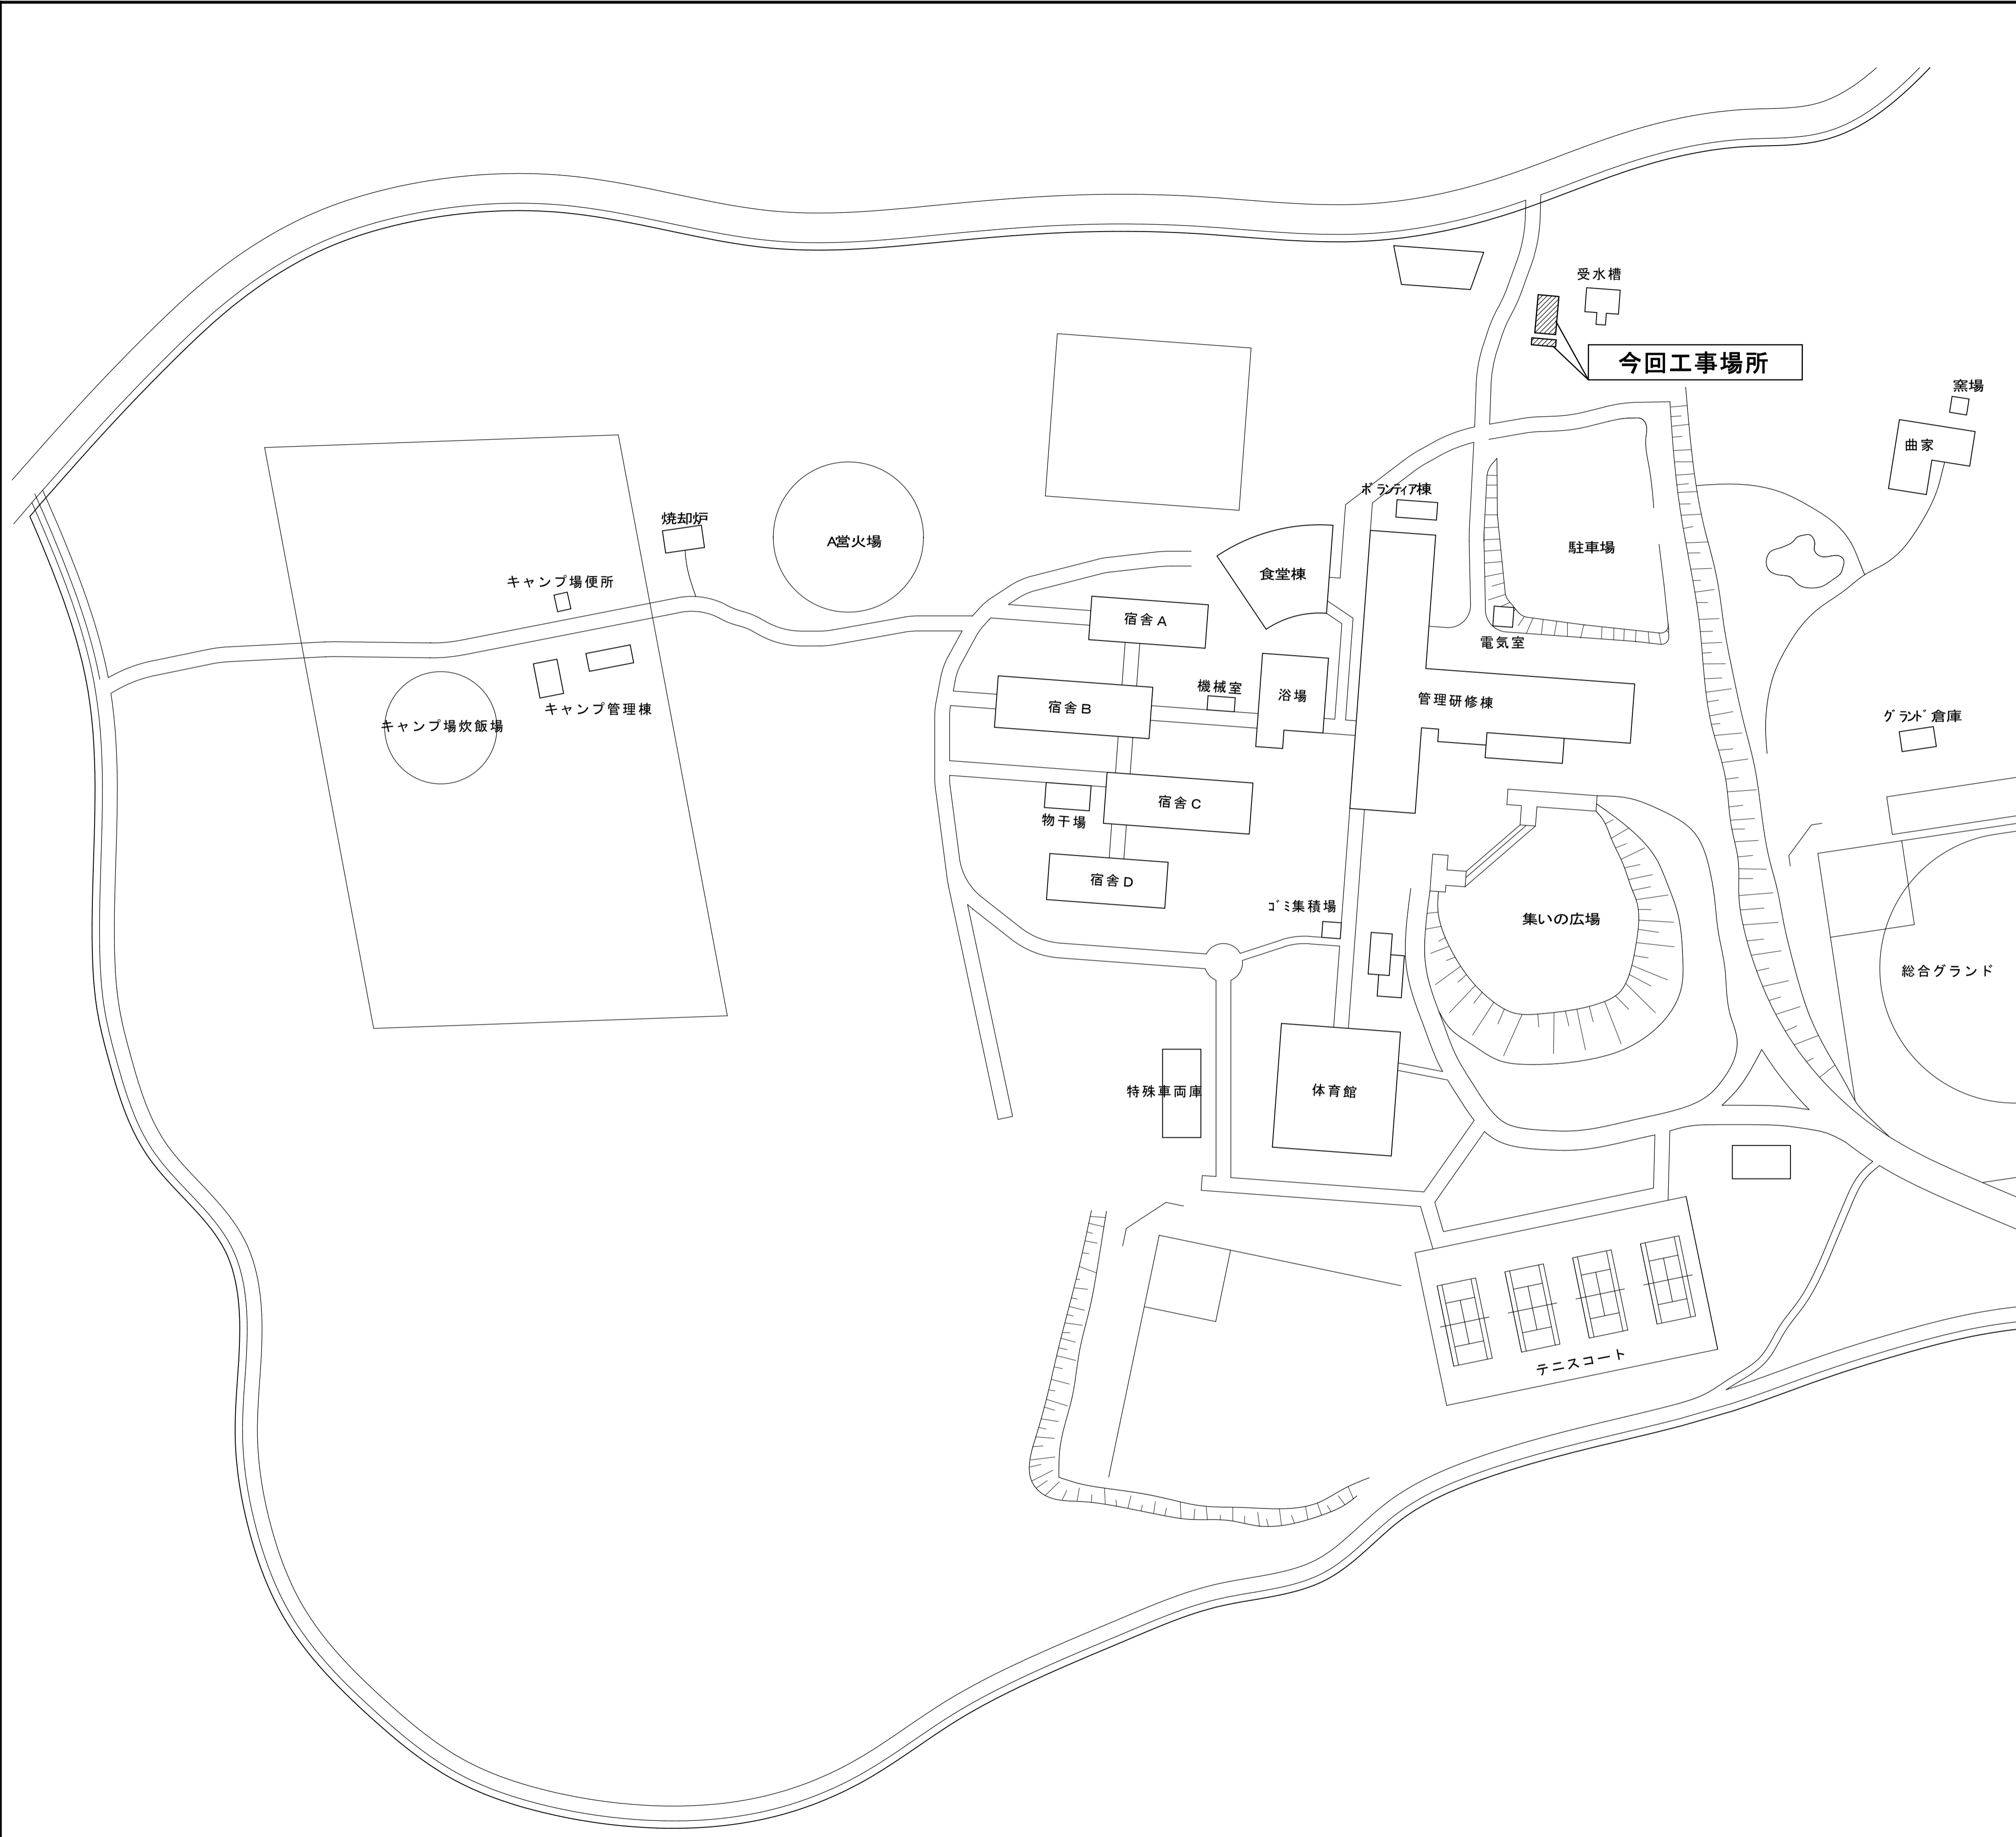 受水槽
今回工事場所
窯場
曲家
ﾎﾞﾗﾝﾃｨｱ棟
焼却炉
A営火場
駐車場
食堂棟
キャンプ場便所
宿舎A
電気室
機械室
浴場
管理研修棟
宿舎B
キャンプ管理棟
キャンプ場炊飯場
ｸﾞﾗﾝﾄﾞ倉庫
宿舎C
物干場
宿舎D
ｺﾞﾐ集積場
集いの広場
総合グランド
特殊車両庫
体育館
テニスコート